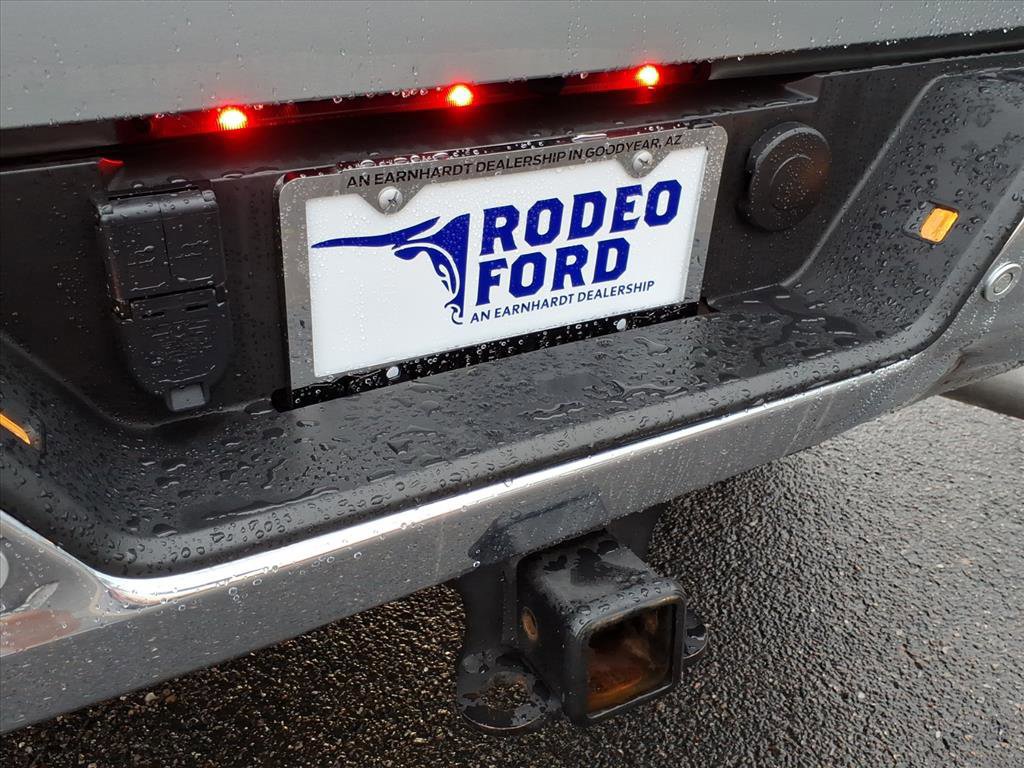 AN EARNHARDT DEALERSHIP IN GOODYEAR, AZ
RODEO
FORD
AN EARNHARDT DEALERSHIP